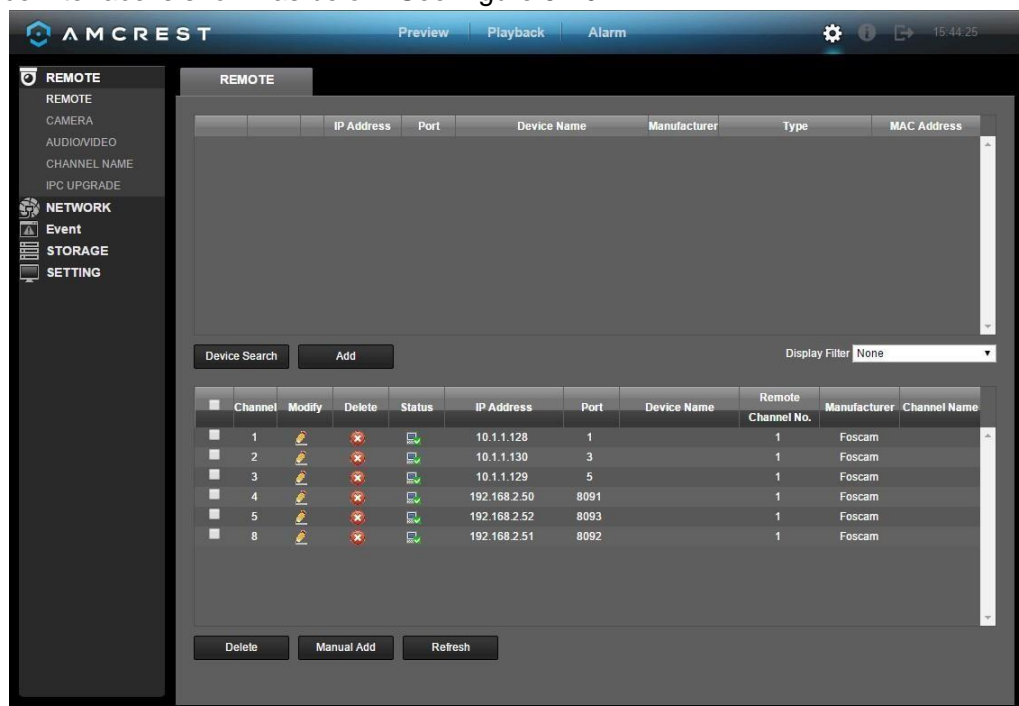 AMCREST Preview Playback Alarm 15:44:25
REMOTE
REMOTE
CAMERA
AUDIO/VIDEO
CHANNEL NAME
IPC UPGRADE
NETWORK
Event
STORAGE
SETTING
REMOTE
IP Address Port Device Name Manufacturer Type MAC Address
Device Search Add Display Filter None
Channel Modify Delete Status IP Address Port Device Name Remote Channel No. Manufacturer Channel Name
1 10.1.1.128 1 1 Foscam
2 10.1.1.130 3 1 Foscam
3 10.1.1.129 5 1 Foscam
4 192.168.2.50 8091 1 Foscam
5 192.168.2.52 8093 1 Foscam
8 192.168.2.51 8092 1 Foscam
Delete Manual Add Refresh